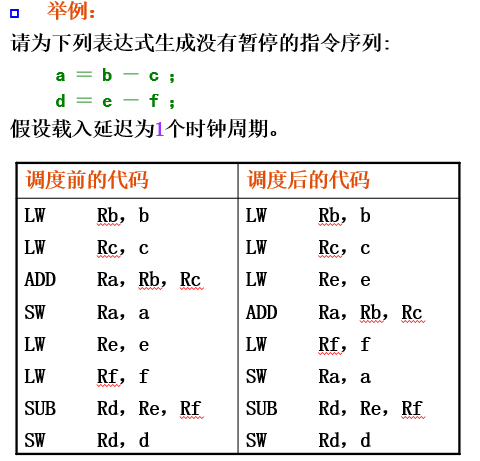 举例：
请为下列表达式生成没有暂停的指令序列:
a ＝ b － c ；
d ＝ e － f ；
假设载入延迟为1个时钟周期。
调度前的代码 调度后的代码
LW Rb，b LW Rb，b
LW Rc，c LW Rc，c
ADD Ra，Rb，Rc LW Re，e
SW Ra，a ADD Ra，Rb，Rc
LW Re，e LW Rf，f
LW Rf，f SW Ra，a
SUB Rd，Re，Rf SUB Rd，Re，Rf
SW Rd，d SW Rd，d